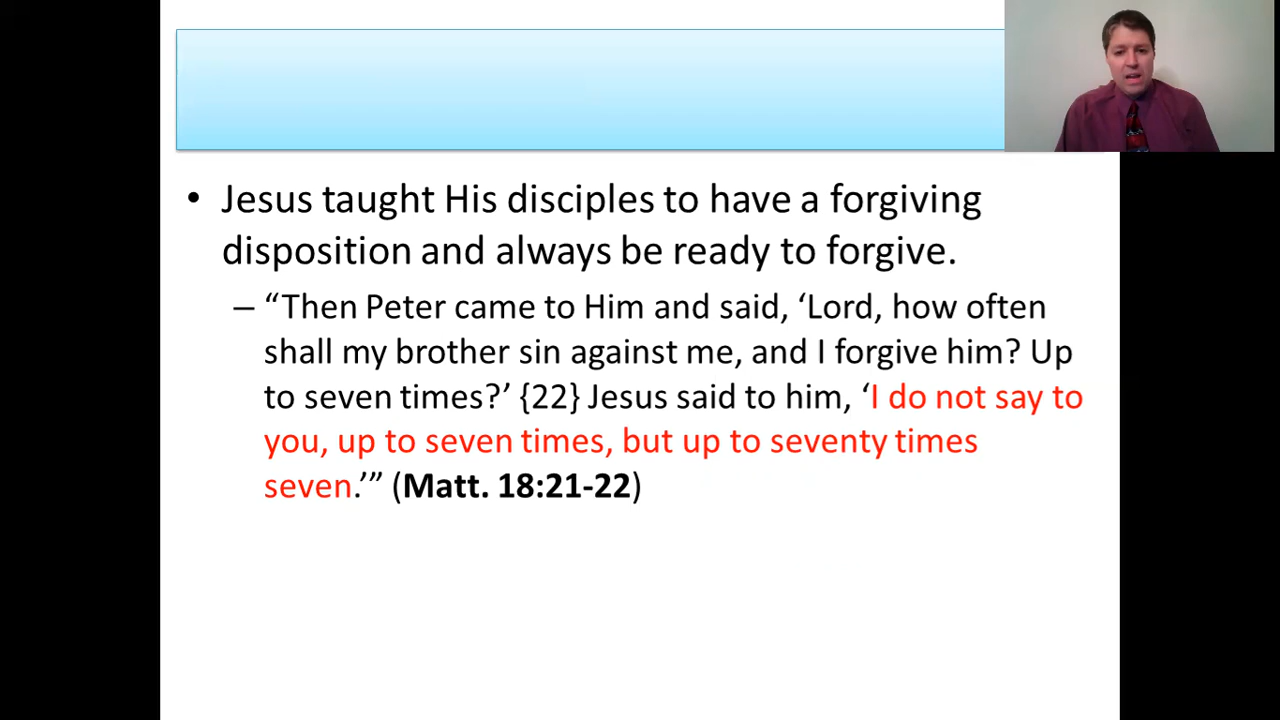 • Jesus taught His disciples to have a forgiving
disposition and always be ready to forgive.
– “Then Peter came to Him and said, ‘Lord, how often
shall my brother sin against me, and I forgive him? Up
to seven times?’ {22} Jesus said to him, ‘I do not say to
you, up to seven times, but up to seventy times
seven.’” (Matt. 18:21-22)